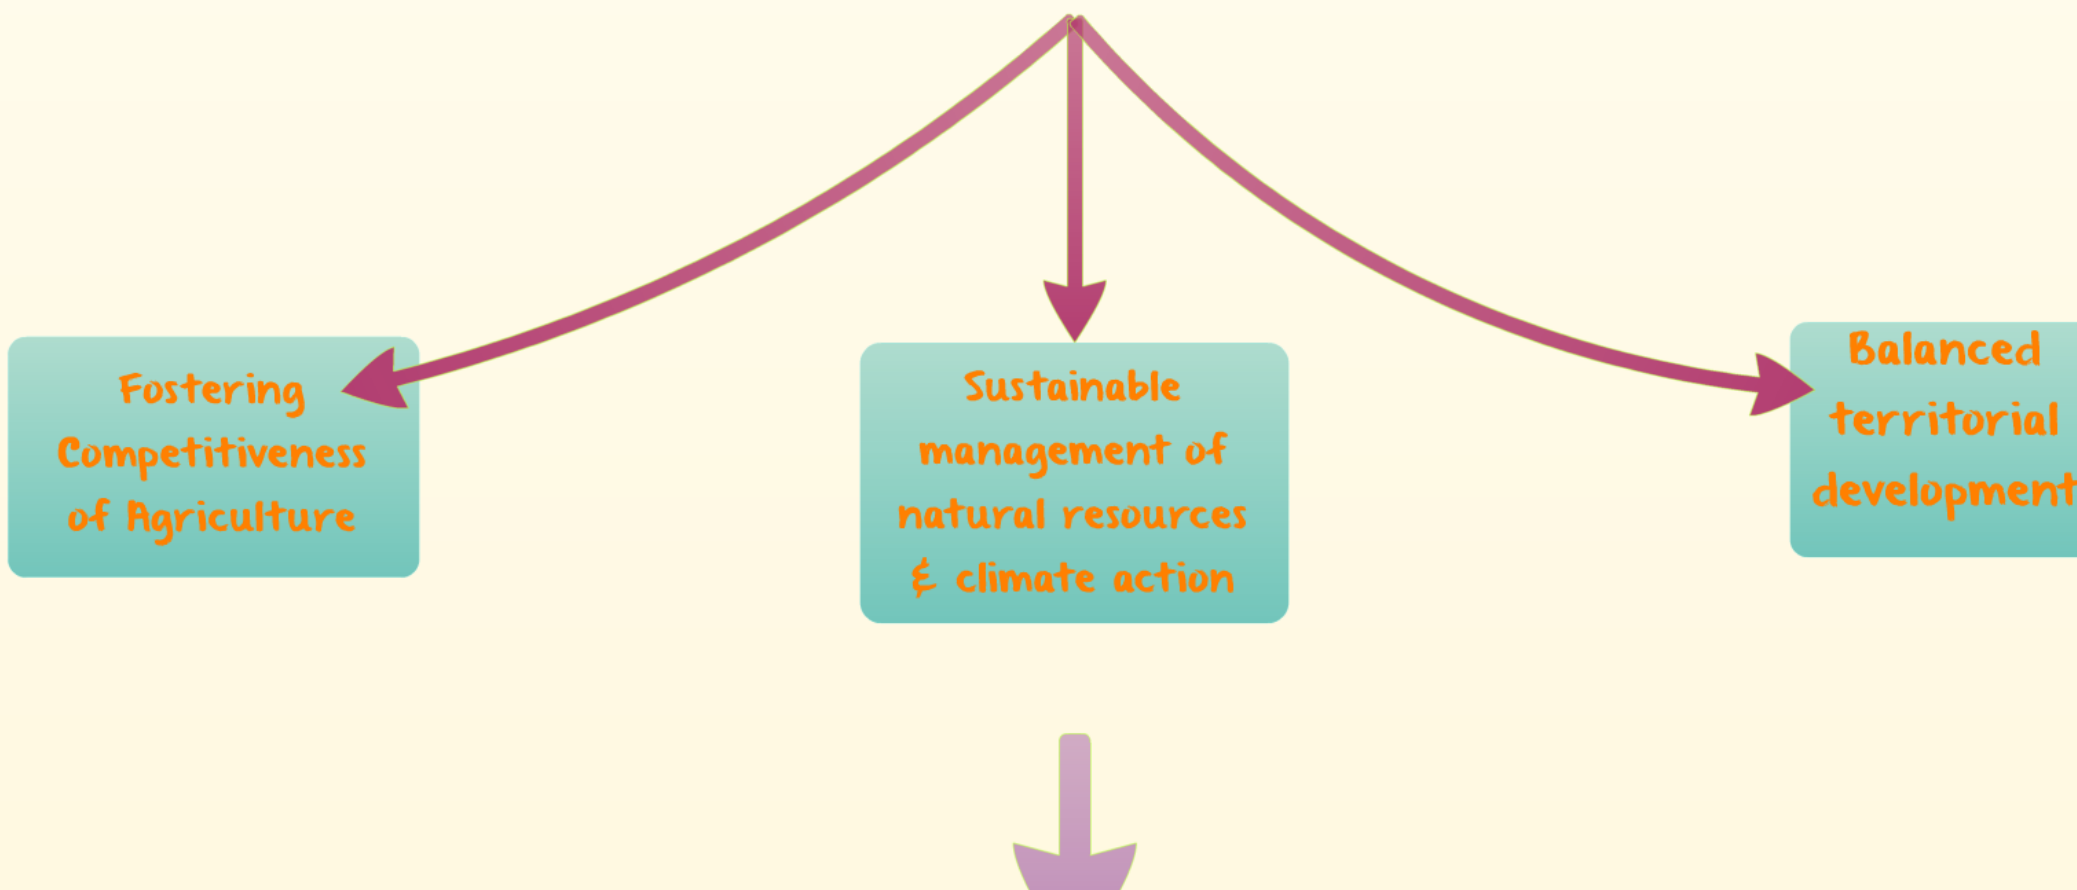 Fostering
Competitiveness
of Agriculture
Sustainable
management of
natural resources
& climate action
Balanced
territorial
development